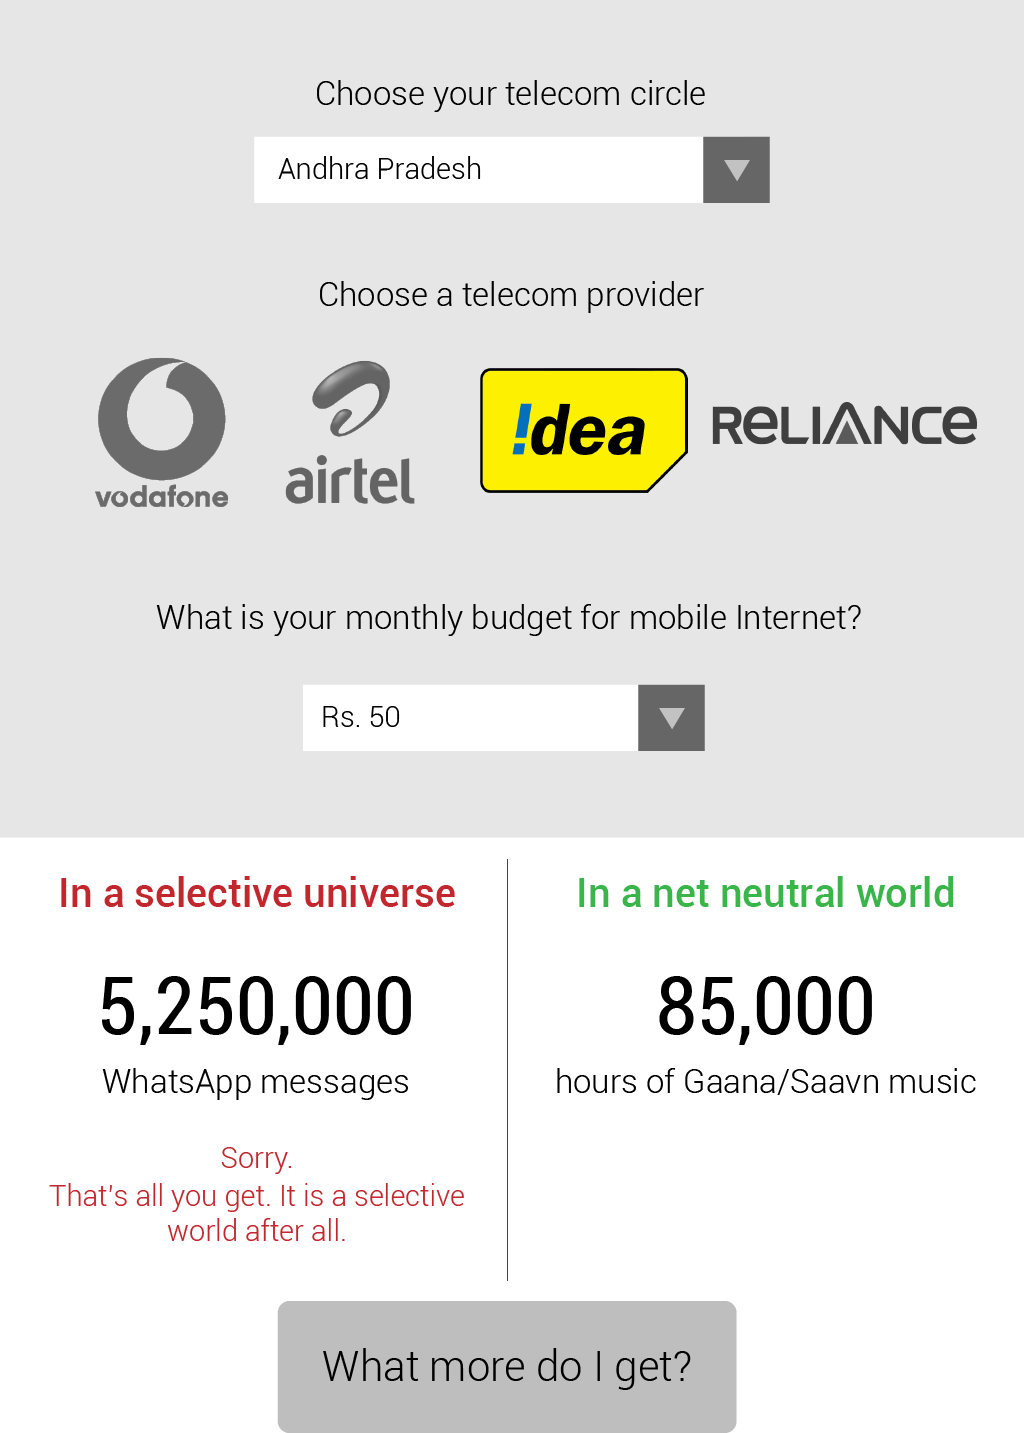 Choose your telecom circle
Andhra Pradesh
Choose a telecom provider
vodafone
airtel
!dea
RELIANCE
What is your monthly budget for mobile Internet?
Rs. 50
In a selective universe
5,250,000
WhatsApp messages
Sorry.
That's all you get. It is a selective
world after all.
In a net neutral world
85,000
hours of Gaana/Saavn music
What more do I get?